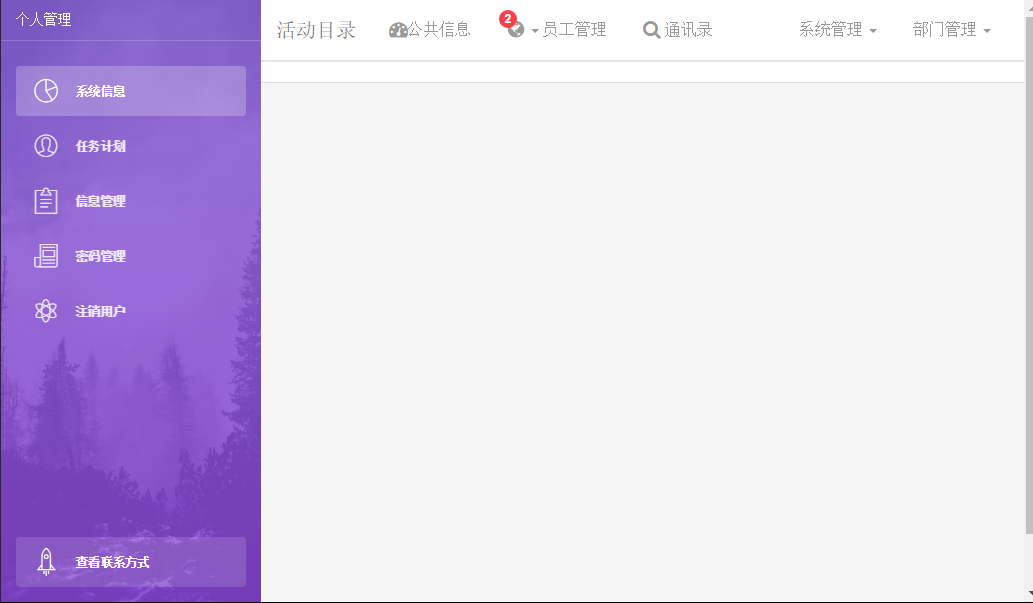 个人管理
系统信息
任务计划
信息管理
密码管理
注销用户
查看联系方式
活动目录 公共信息 2 员工管理 通讯录 系统管理 部门管理